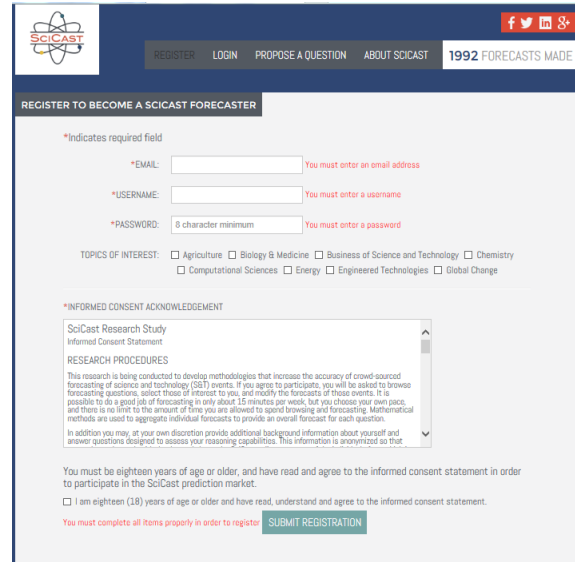 SCICAST
REGISTER LOGIN PROPOSE A QUESTION ABOUT SCICAST 1992 FORECASTS MADE
REGISTER TO BECOME A SCICAST FORECASTER
*Indicates required field
*EMAIL: You must enter an email address
*USERNAME: You must enter a username
*PASSWORD: 8 character minimum You must enter a password
TOPICS OF INTEREST: Agriculture Biology & Medicine Business of Science and Technology Chemistry
Computational Sciences Energy Engineered Technologies Global Change
*INFORMED CONSENT ACKNOWLEDGEMENT
SciCast Research Study
Informed Consent Statement
RESEARCH PROCEDURES
This research is being conducted to develop methodologies that increase the accuracy of crowd-sourced
forecasting of science and technology (S&T) events. If you agree to participate, you will be asked to browse
forecasting questions, select those of interest to you, and modify the forecasts of those events. It is
possible to do a good job of forecasting in only about 15 minutes per week, but you choose your own pace,
and there is no limit to the amount of time you are allowed to spend browsing and forecasting. Mathematical
methods are used to aggregate individual forecasts to provide an overall forecast for each question.
In addition you may, at your own discretion provide additional background information about yourself and
answer questions designed to assess your reasoning capabilities. This information is anonymized so that
You must be eighteen years of age or older, and have read and agree to the informed consent statement in order
to participate in the SciCast prediction market.
I am eighteen (18) years of age or older and have read, understand and agree to the informed consent statement.
You must complete all items properly in order to register SUBMIT REGISTRATION